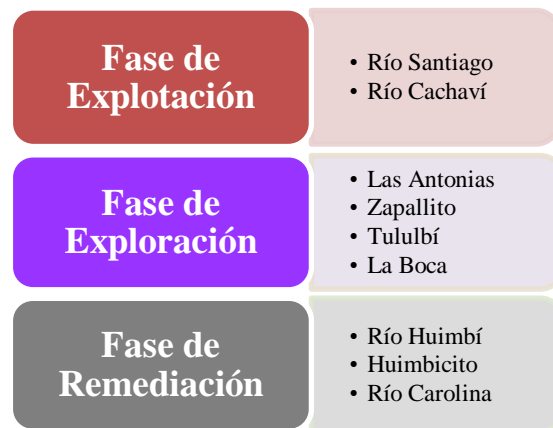 Fase de
Explotación
• Río Santiago
• Río Cachaví
Fase de
Exploración
• Las Antonias
• Zapallito
• Tululbí
• La Boca
Fase de
Remediación
• Río Huimbí
• Huimbicito
• Río Carolina